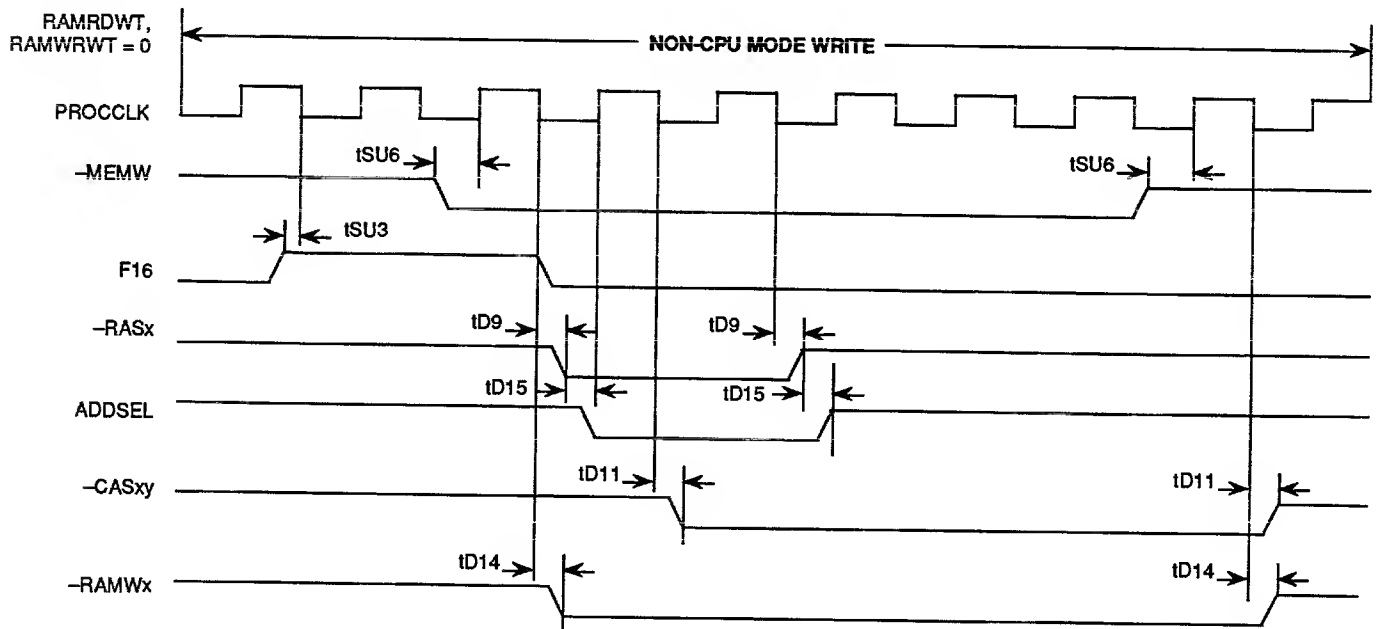 RAMRDWT,
RAMWRWT = 0
NON-CPU MODE WRITE
PROCCLK
tSU6
tSU6
–MEMW
tSU3
F16
tD9
tD9
–RASx
tD15
tD15
ADDSEL
tD11
tD11
–CASxy
tD14
tD14
–RAMWx